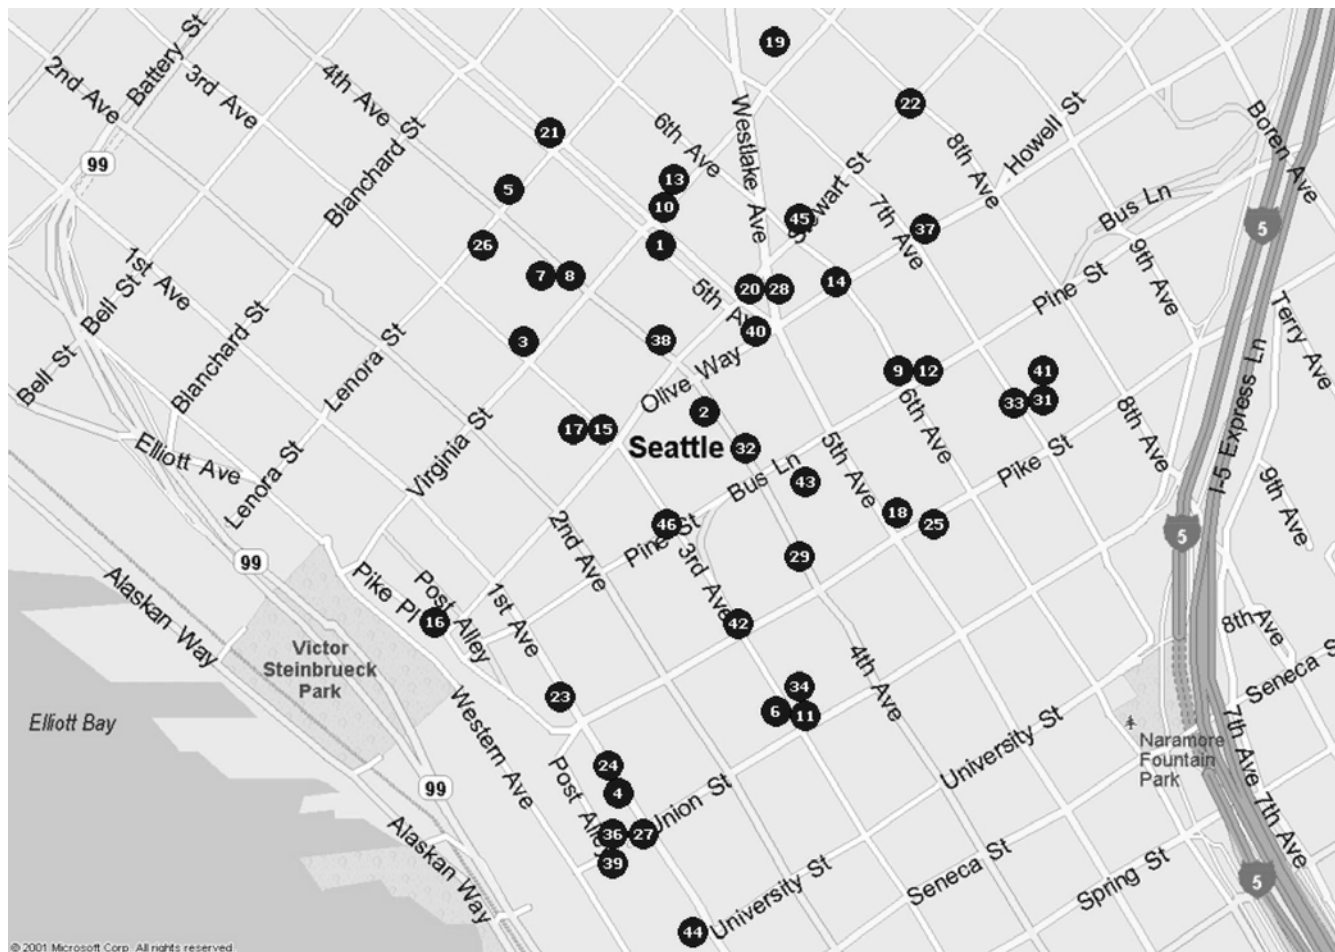 19
Battery St
2nd Ave
3rd Ave
4th Ave
Westlake Ave
22
Howell St
Boren Ave
Blanchard St
21
6th Ave
8th Ave
99
13
Stewart St
5
10
45
7th Ave
37
Bus Ln
5
26
1
9th Ave
1st Ave
7
8
14
Pine St
Bell St
20
28
5th Ave
40
Terry Ave
3
38
Blanchard St
Lenora St
Olive Way
9
12
41
Bell St
2
33
31
I-5 Express Ln
Elliott Ave
Virginia St
17
15
Seattle
32
5th Ave
6th Ave
8th Ave
Pike St
Lenora St
Bus Ln
43
9th Ave
46
18
25
2nd Ave
Pine St
3rd Ave
29
5
99
Alaskan Way
Pike Pl
Post Alley
1st Ave
16
42
8th Ave
Victor
Steinbrueck
Park
34
4th Ave
Seneca S
23
6
11
Elliott Bay
Western Ave
University St
Naramore
Fountain
Park
7th Ave
24
99
4
Post Alley
Union St
36
27
39
Alaskan Way
Seneca St
Spring St
7th Ave
5
44
University St
© 2001 Microsoft Corp. All rights reserved